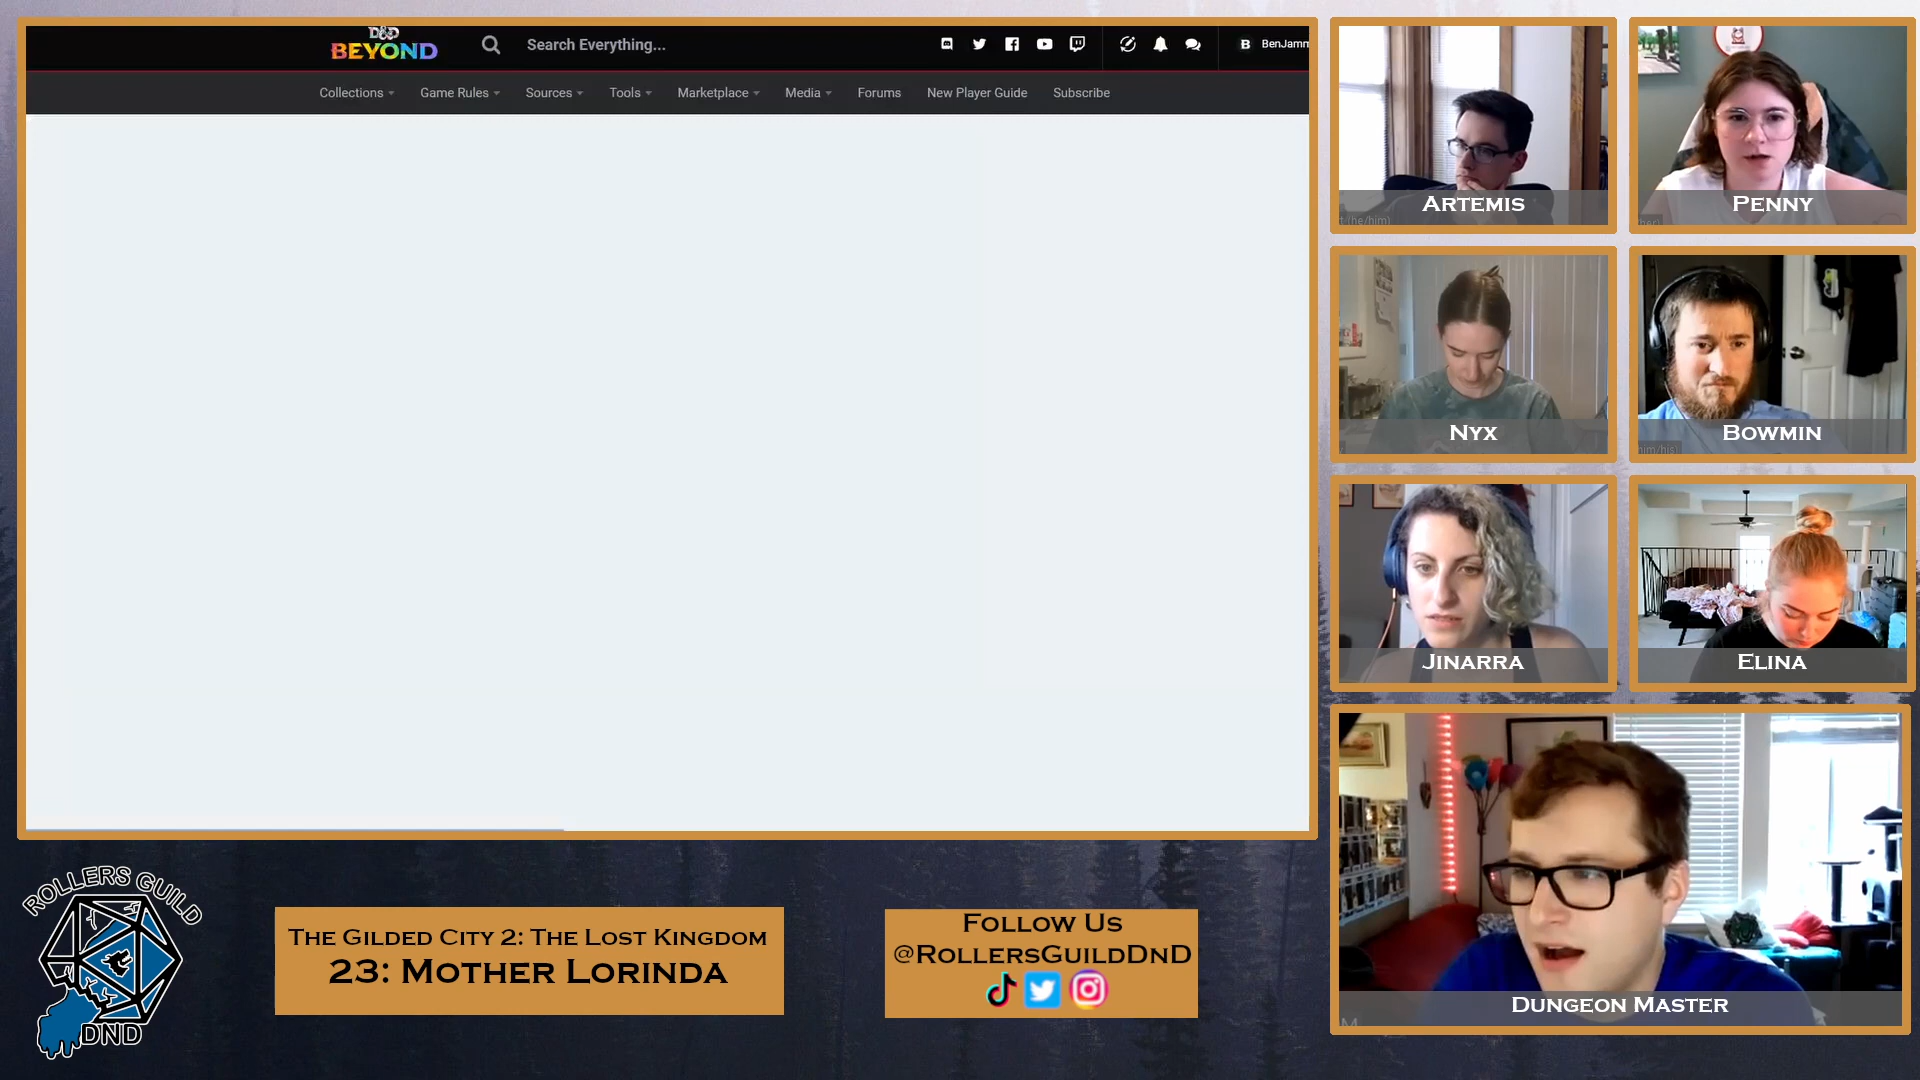 D&D
BEYOND
Search Everything...
B BenJamm
Collections
Game Rules
Sources
Tools
Marketplace
Media
Forums
New Player Guide
Subscribe
Artemis
(he/him)
Penny
Nyx
Bowmin
Jinarra
Elina
Dungeon Master
ROLLERS GUILD
DND
The Gilded City 2: The Lost Kingdom
23: Mother Lorinda
Follow Us
@RollersGuildDnD